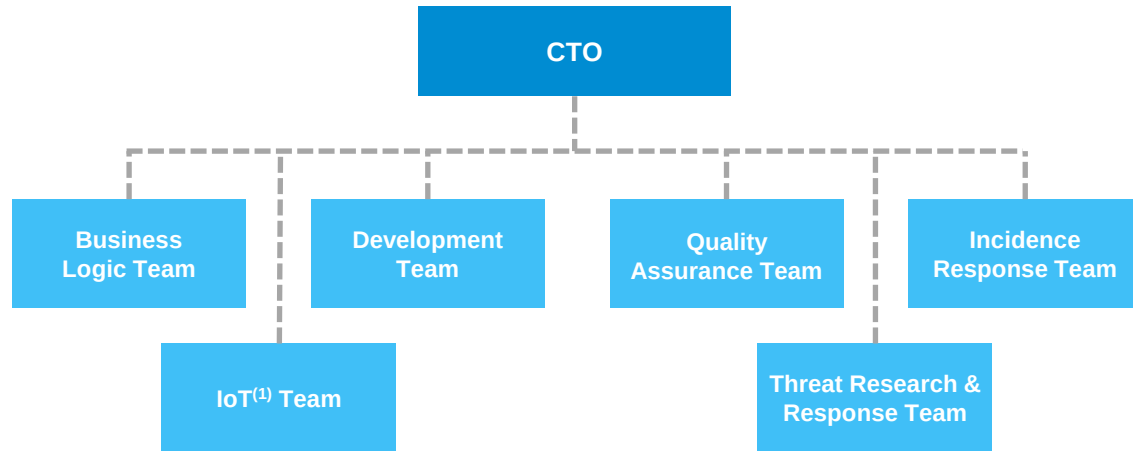 CTO
Business
Logic Team
Development
Team
Quality
Assurance Team
Incidence
Response Team
IoT(1) Team
Threat Research &
Response Team